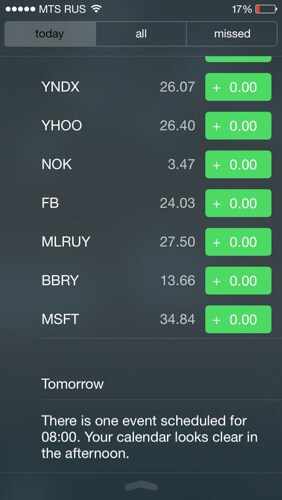 MTS RUS 17%
today all missed
YNDX 26.07 + 0.00
YHOO 26.40 + 0.00
NOK 3.47 + 0.00
FB 24.03 + 0.00
MLRUY 27.50 + 0.00
BBRY 13.66 + 0.00
MSFT 34.84 + 0.00
Tomorrow
There is one event scheduled for
08:00. Your calendar looks clear in
the afternoon.